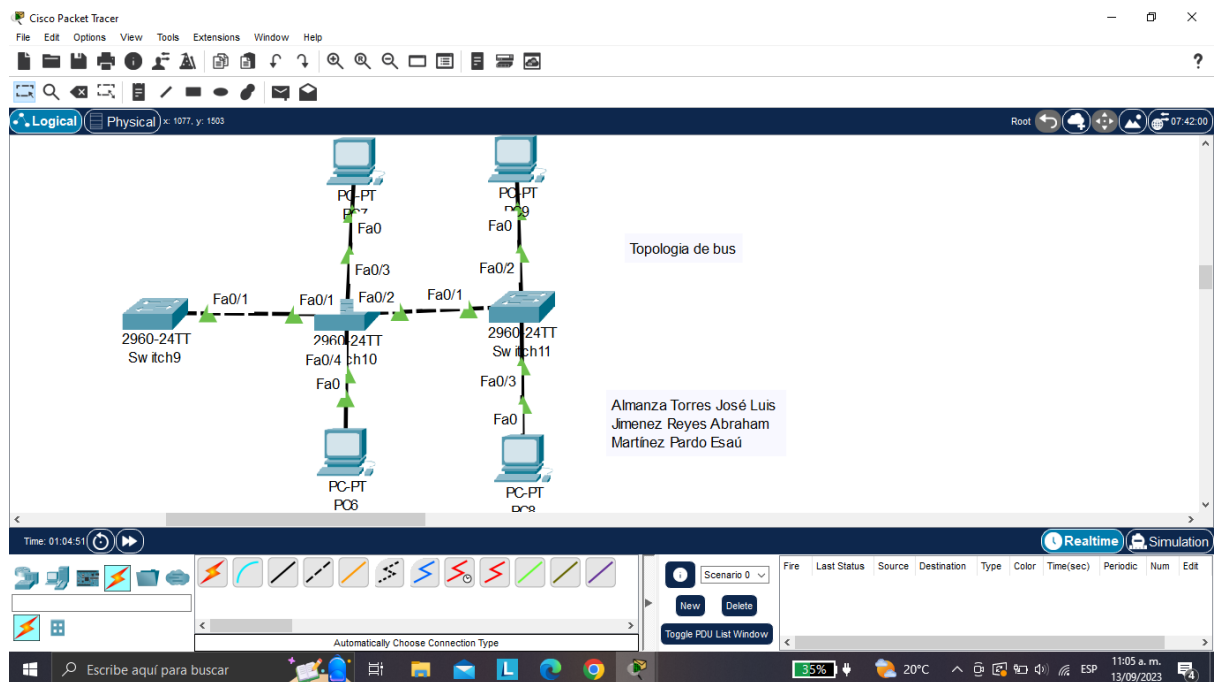 Cisco Packet Tracer
File Edit Options View Tools Extensions Window Help
?
Logical Physical x: 1077, y: 1503 Root 07:42:00
PC-PT
PC7
PC-PT
PC9
Fa0
Fa0
Topologia de bus
Fa0/3
Fa0/2
Fa0/1
Fa0/1
Fa0/2
Fa0/1
2960-24TT
Switch9
2960-24TT
Fa0/4 ch10
2960-24TT
Switch11
Fa0
Fa0/3
Fa0
Almanza Torres José Luis
Jimenez Reyes Abraham
Martínez Pardo Esaú
PC-PT
PC6
PC-PT
PC8
Time: 01:04:51 Realtime Simulation
Scenario 0
New Delete
Toggle PDU List Window
Fire Last Status Source Destination Type Color Time(sec) Periodic Num Edit
Automatically Choose Connection Type
Escribe aquí para buscar
35%
20°C
ESP
11:05 a. m.
13/09/2023
4